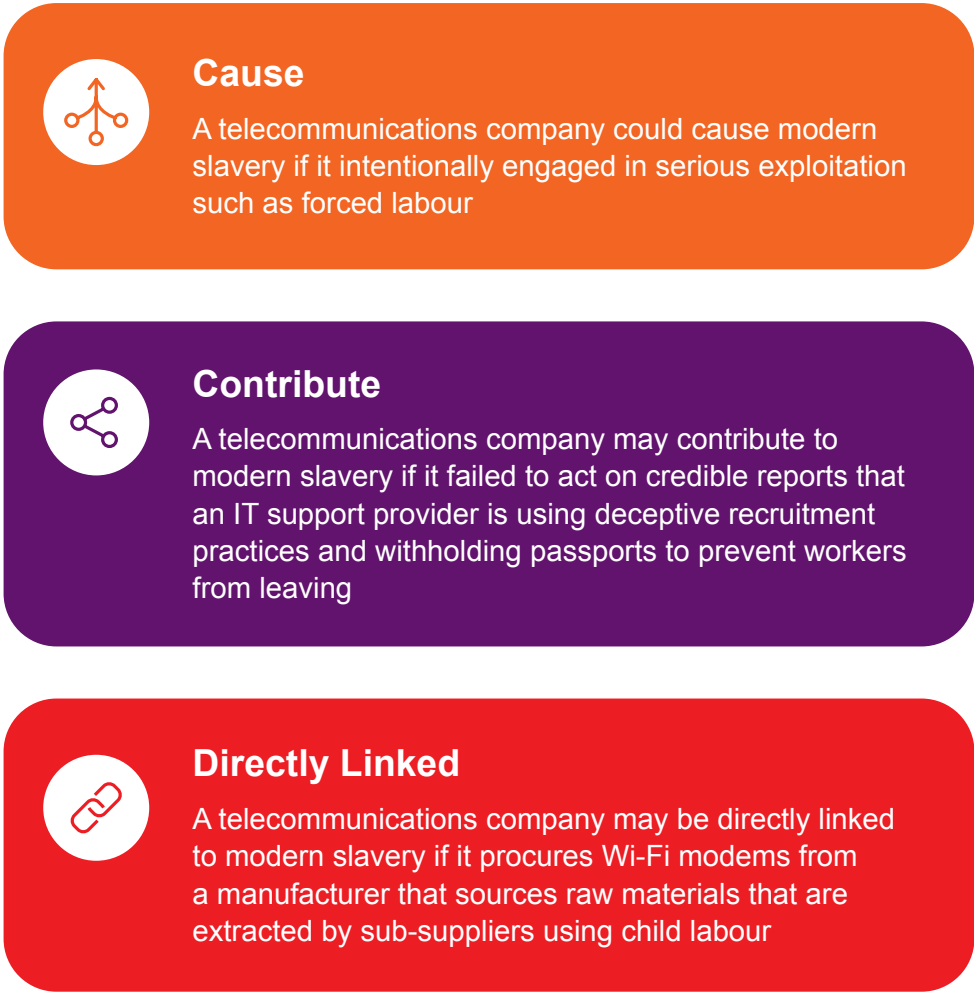 Cause
A telecommunications company could cause modern
slavery if it intentionally engaged in serious exploitation
such as forced labour
Contribute
A telecommunications company may contribute to
modern slavery if it failed to act on credible reports that
an IT support provider is using deceptive recruitment
practices and withholding passports to prevent workers
from leaving
Directly Linked
A telecommunications company may be directly linked
to modern slavery if it procures Wi-Fi modems from
a manufacturer that sources raw materials that are
extracted by sub-suppliers using child labour